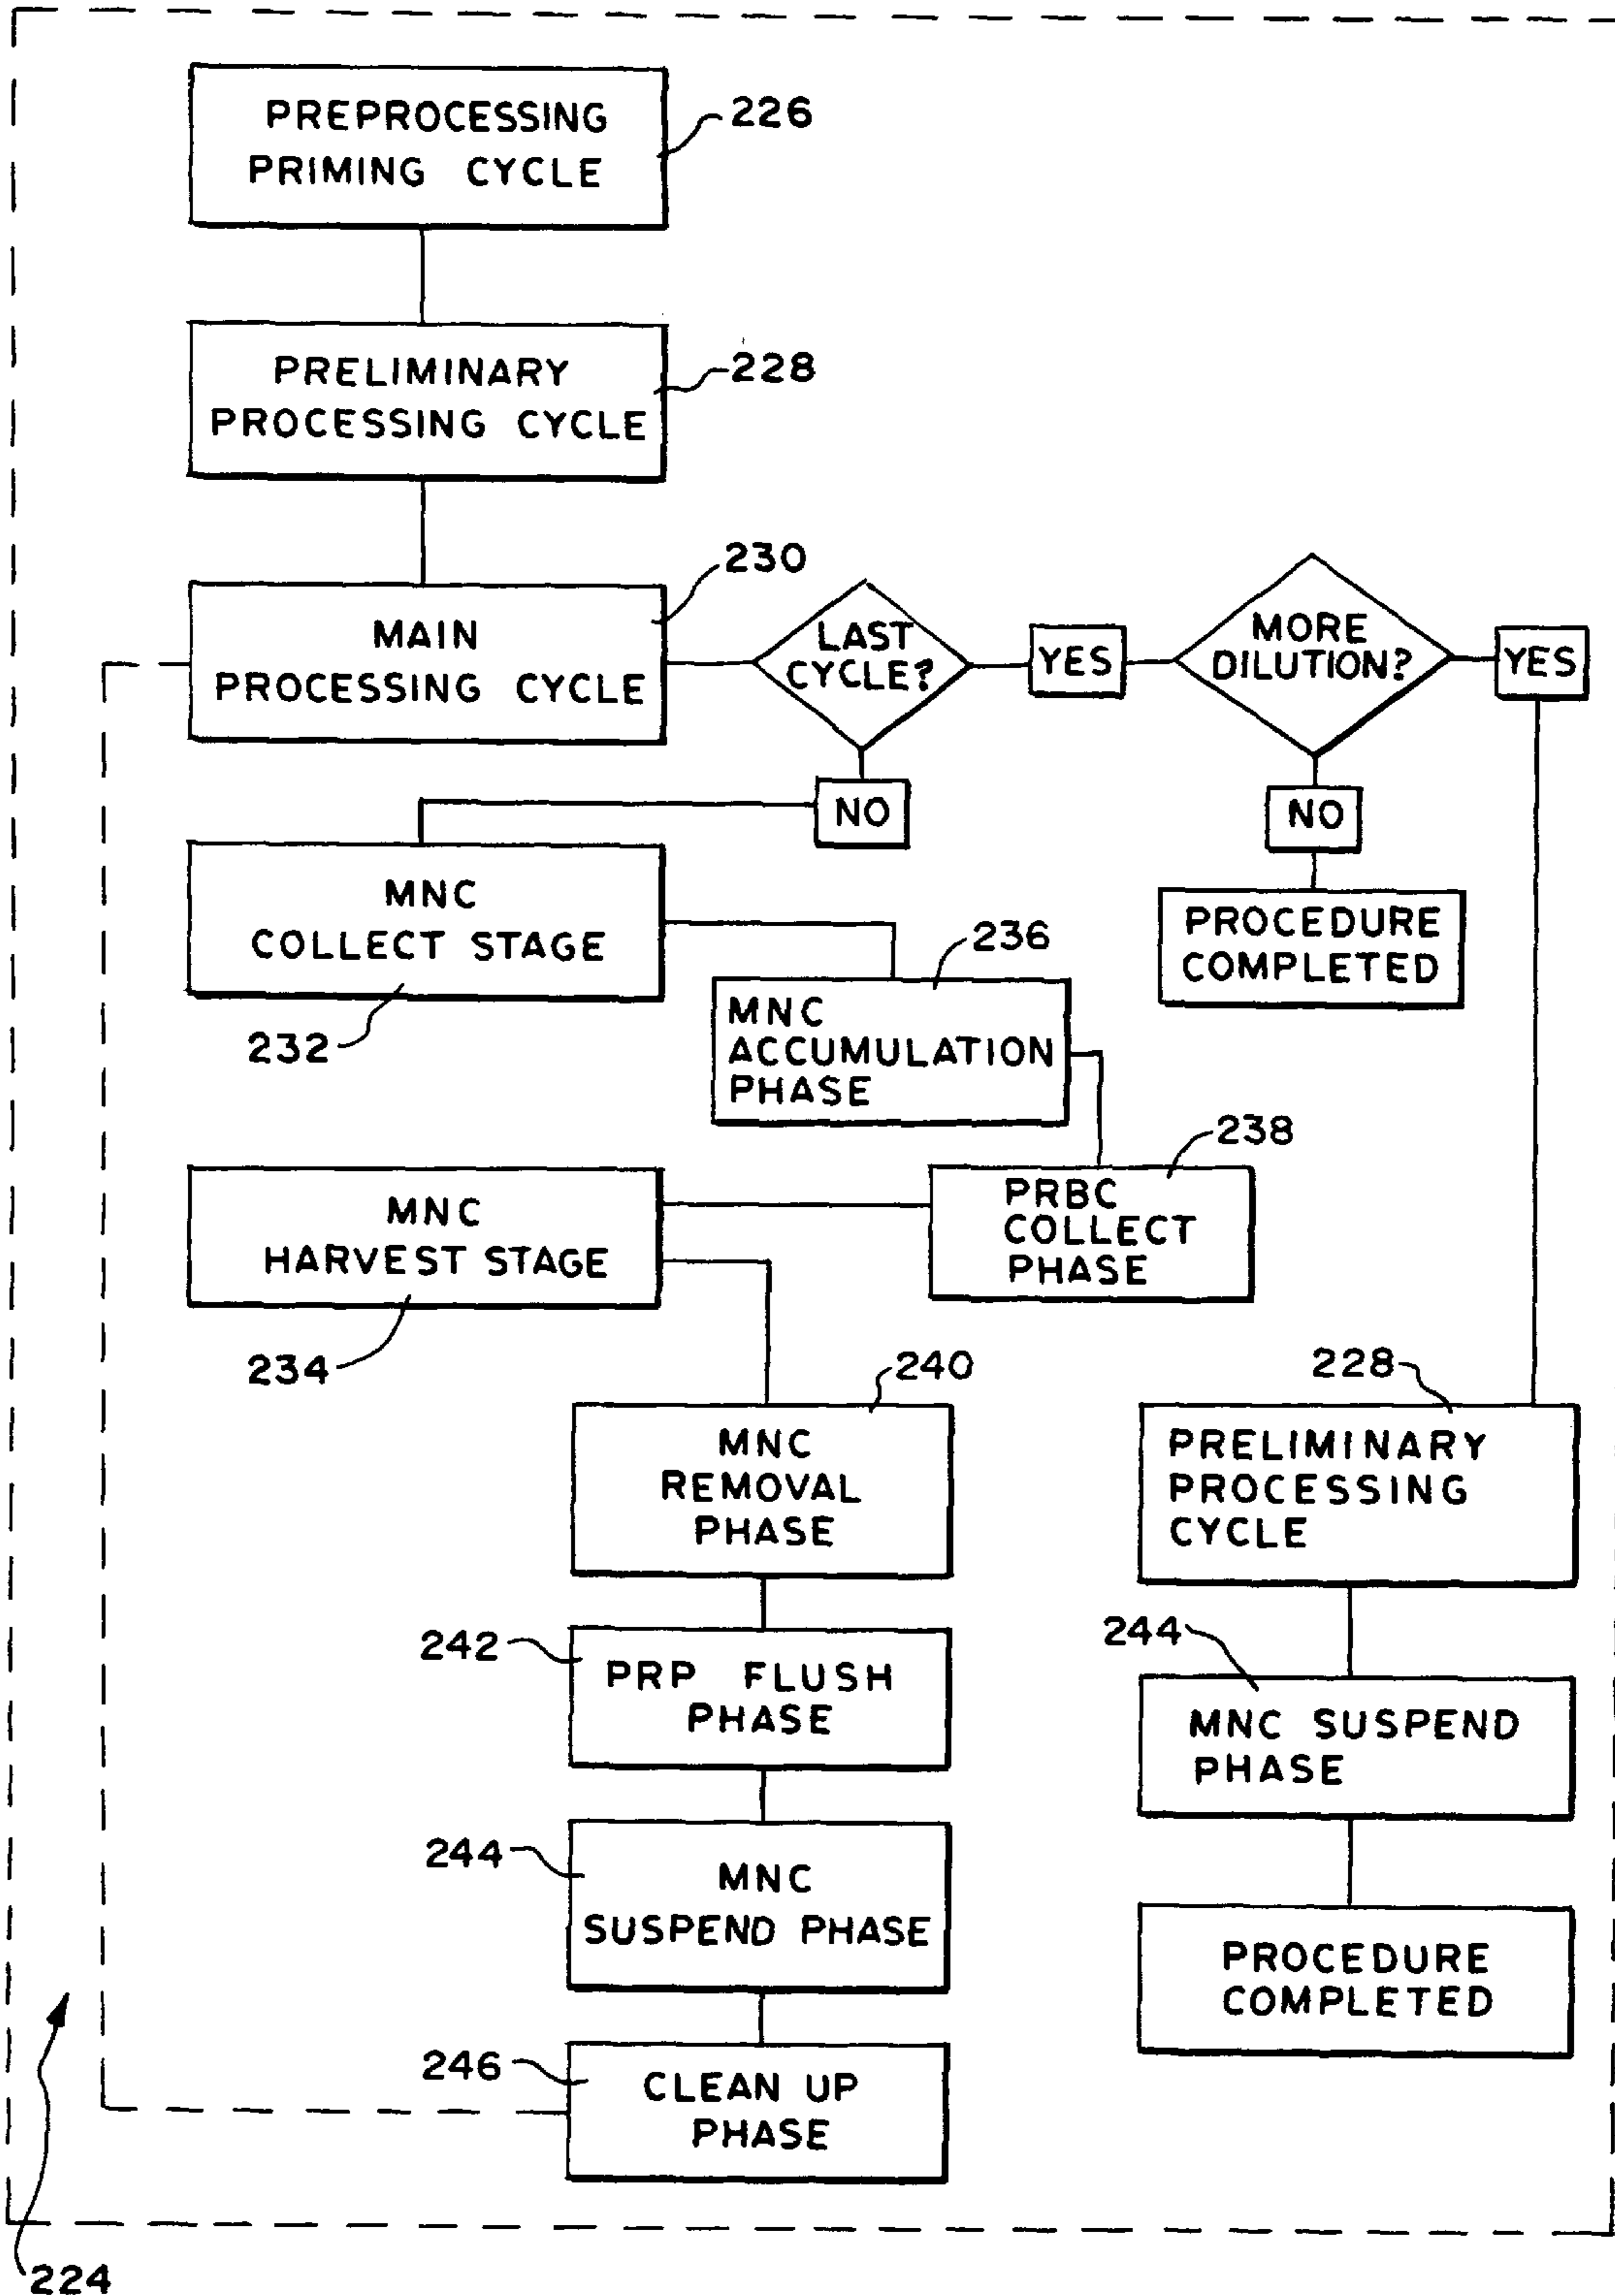 PREPROCESSING
PRIMING CYCLE
226
PRELIMINARY
PROCESSING CYCLE
228
MAIN
PROCESSING CYCLE
230
LAST
CYCLE?
YES
MORE
DILUTION?
YES
NO
NO
PROCEDURE
COMPLETED
MNC
COLLECT STAGE
232
236
MNC
ACCUMULATION
PHASE
238
PRBC
COLLECT
PHASE
MNC
HARVEST STAGE
234
240
MNC
REMOVAL
PHASE
242
PRP FLUSH
PHASE
244
MNC
SUSPEND PHASE
246
CLEAN UP
PHASE
228
PRELIMINARY
PROCESSING
CYCLE
244
MNC SUSPEND
PHASE
PROCEDURE
COMPLETED
224